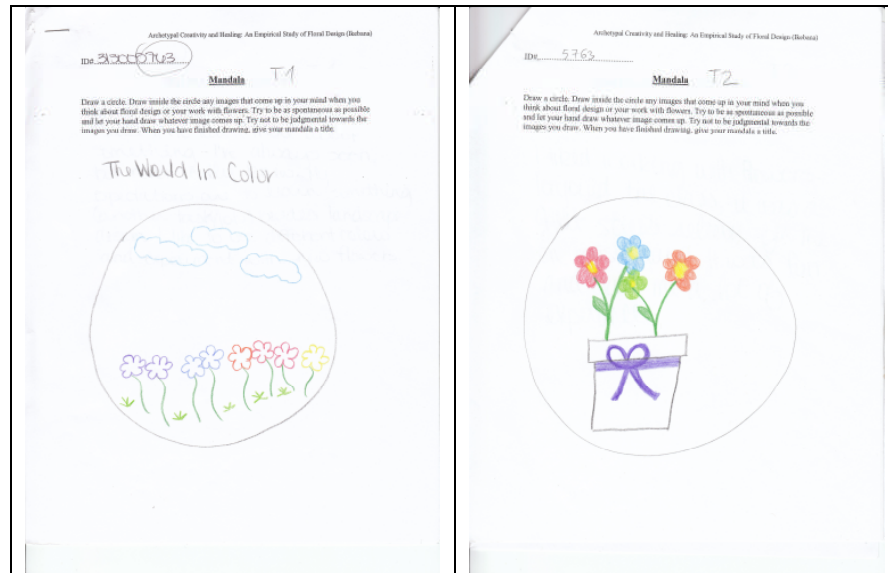 Archetypal Creativity and Healing: An Empirical Study of Floral Design (Ikebana)
ID#
Mandala T1
Draw a circle. Draw inside the circle any images that come up in your mind when you
think about floral design or your work with flowers. Try to be as spontaneous as possible
and let your hand draw whatever image comes up. Try not to be judgmental towards the
images you draw. When you have finished drawing, give your mandala a title.
The World In Color
Archetypal Creativity and Healing: An Empirical Study of Floral Design (Ikebana)
ID# 5763
Mandala T2
Draw a circle. Draw inside the circle any images that come up in your mind when you
think about floral design or your work with flowers. Try to be as spontaneous as possible
and let your hand draw whatever image comes up. Try not to be judgmental towards the
images you draw. When you have finished drawing, give your mandala a title.